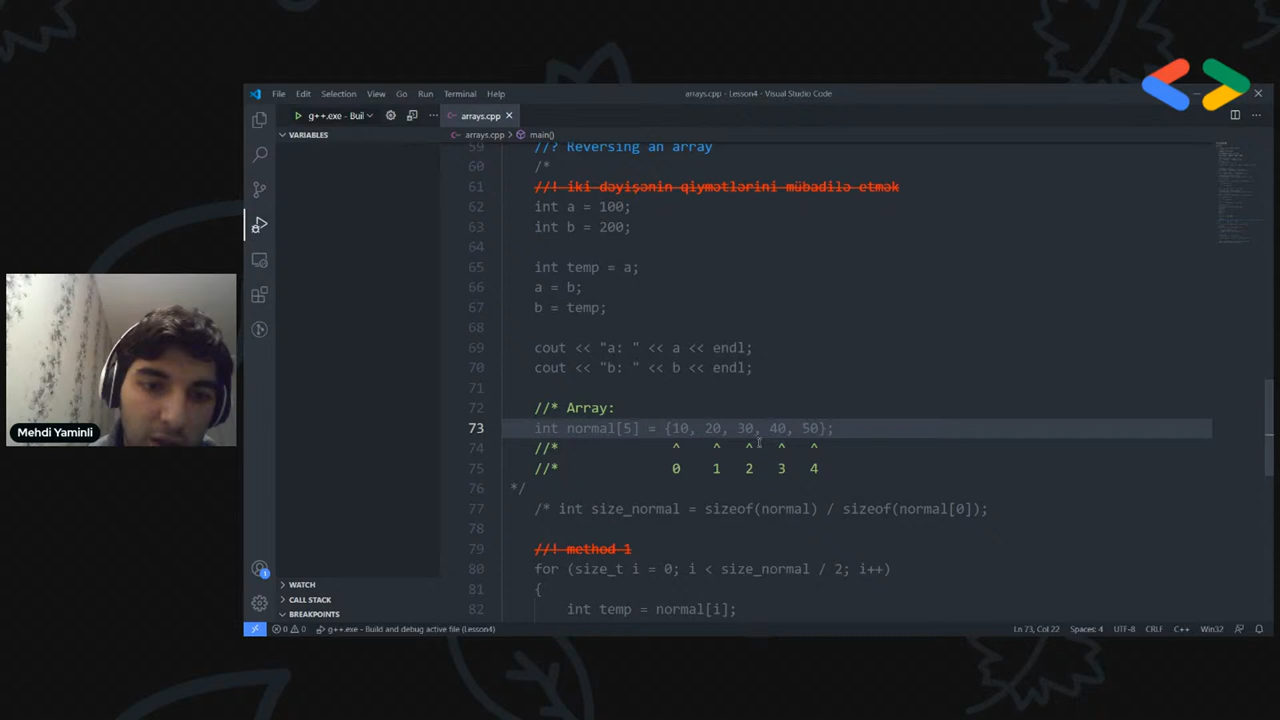 File Edit Selection View Go Run Terminal Help
arrays.cpp - Lesson4 - Visual Studio Code
g++.exe - Buil
arrays.cpp
VARIABLES
arrays.cpp > main()
59 //? Reversing an array
60 /*
61 //! iki dəyişənin qiymətlərini mübadilə etmək
62 int a = 100;
63 int b = 200;
64
65 int temp = a;
66 a = b;
67 b = temp;
68
69 cout << "a: " << a << endl;
70 cout << "b: " << b << endl;
71
72 //* Array:
73 int normal[5] = {10, 20, 30, 40, 50};
74 //* ^ ^ ^ ^ ^
75 //* 0 1 2 3 4
76 */
77 /* int size_normal = sizeof(normal) / sizeof(normal[0]);
78
79 //! method 1
80 for (size_t i = 0; i < size_normal / 2; i++)
81 {
82 int temp = normal[i];
Mehdi Yaminli
1
WATCH
CALL STACK
BREAKPOINTS
0 0 g++.exe - Build and debug active file (Lesson4)
Ln 73, Col 22 Spaces: 4 UTF-8 CRLF C++ Win32